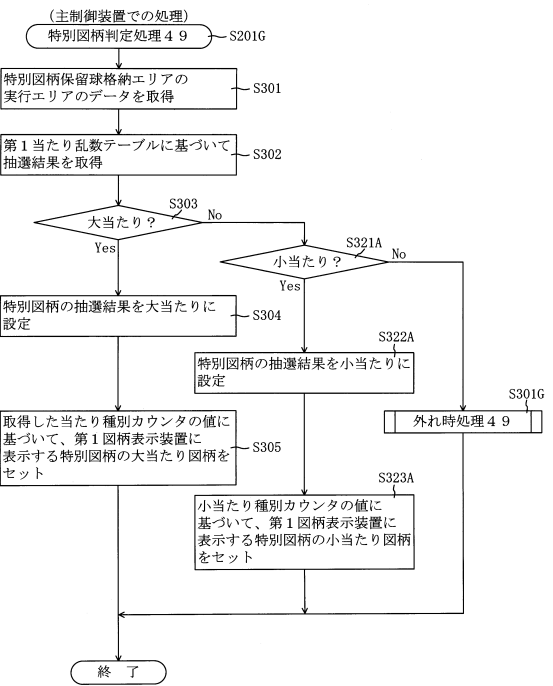 （主制御装置での処理）
特別図柄判定処理４９
S201G
特別図柄保留球格納エリアの
実行エリアのデータを取得
S301
第１当たり乱数テーブルに基づいて
抽選結果を取得
S302
大当たり？
S303
No
Yes
小当たり？
S321A
No
Yes
特別図柄の抽選結果を大当たりに
設定
S304
特別図柄の抽選結果を小当たりに
設定
S322A
外れ時処理４９
S301G
取得した当たり種別カウンタの値に
基づいて、第１図柄表示装置に
表示する特別図柄の大当たり図柄を
セット
S305
小当たり種別カウンタの値に
基づいて、第１図柄表示装置に
表示する特別図柄の小当たり図柄
をセット
S323A
終 了